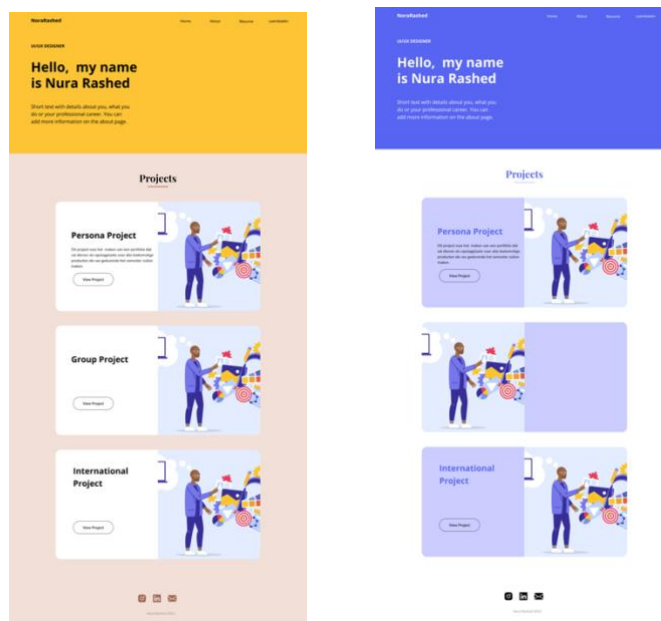 NoraRashed Home About Resume Leerdoelen
UI/UX DESIGNER
Hello, my name
is Nura Rashed
Short text with details about you, what you
do or your professional career. You can
add more information on the about page.
Projects
Persona Project
View Project
Group Project
View Project
International
Project
View Project
NoraRashed Home About Resume
UI/UX DESIGNER
Hello, my name
is Nura Rashed
Short text with details about you, what you
do or your professional career. You can
add more information on the about page.
Projects
Persona Project
View Project
International
Project
View Project